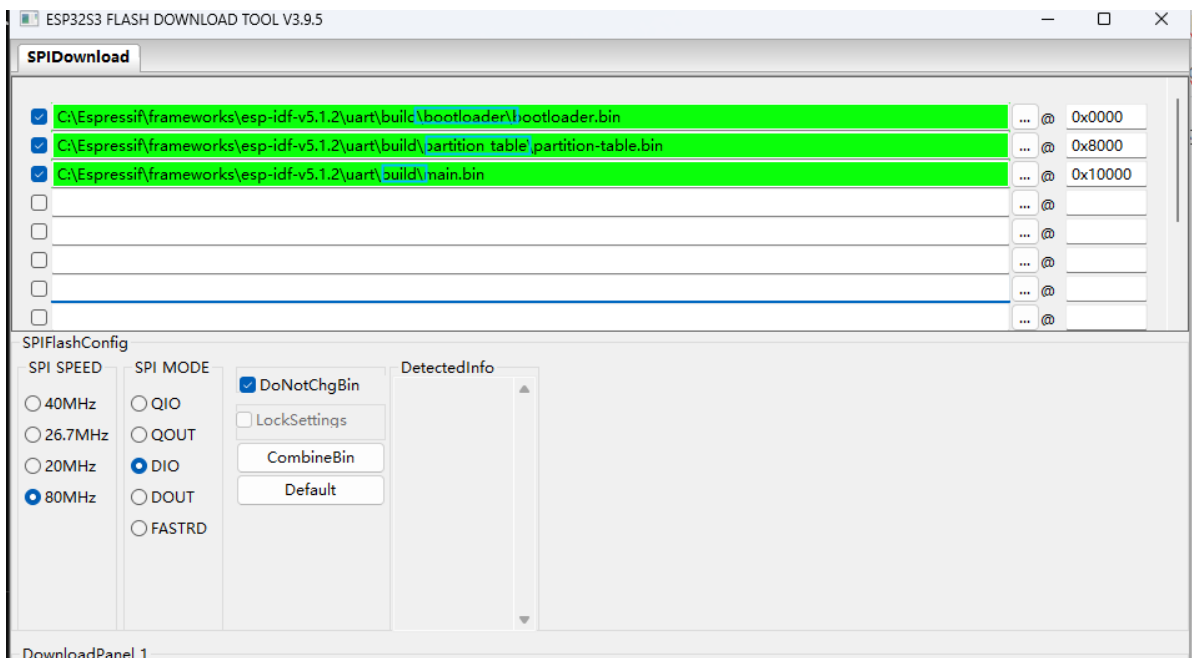 ESP32S3 FLASH DOWNLOAD TOOL V3.9.5
SPIDownload
C:\Espressif\frameworks\esp-idf-v5.1.2\uart\build\bootloader\bootloader.bin ... @ 0x0000
C:\Espressif\frameworks\esp-idf-v5.1.2\uart\build\partition table\partition-table.bin ... @ 0x8000
C:\Espressif\frameworks\esp-idf-v5.1.2\uart\build\main.bin ... @ 0x10000
... @
... @
... @
... @
... @
SPIFlashConfig
SPI SPEED
40MHz
26.7MHz
20MHz
80MHz
SPI MODE
QIO
QOUT
DIO
DOUT
FASTRD
DoNotChgBin
LockSettings
CombineBin
Default
DetectedInfo
DownloadPanel 1